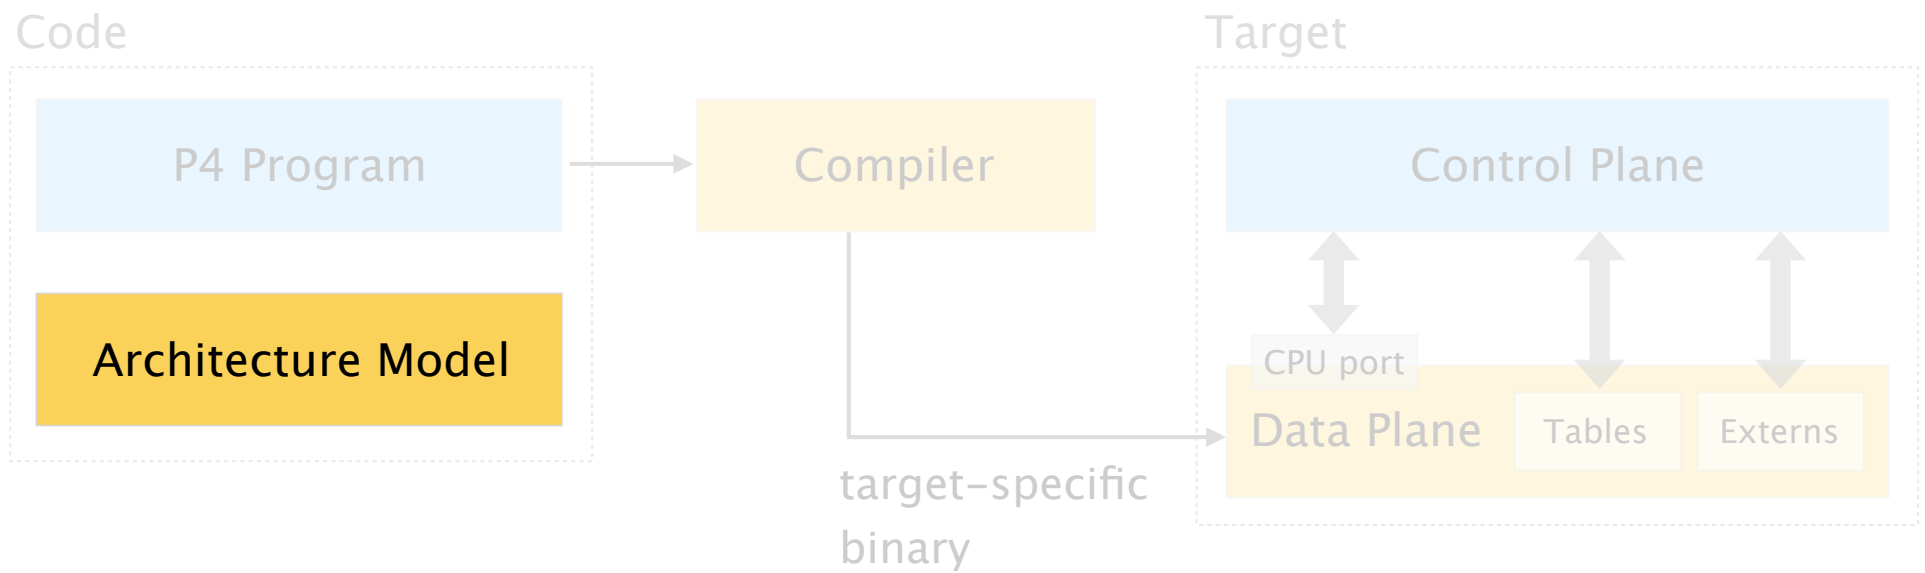 Code
Target
P4 Program
Compiler
Control Plane
Architecture Model
CPU port
Data Plane
Tables
Externs
target-specific
binary